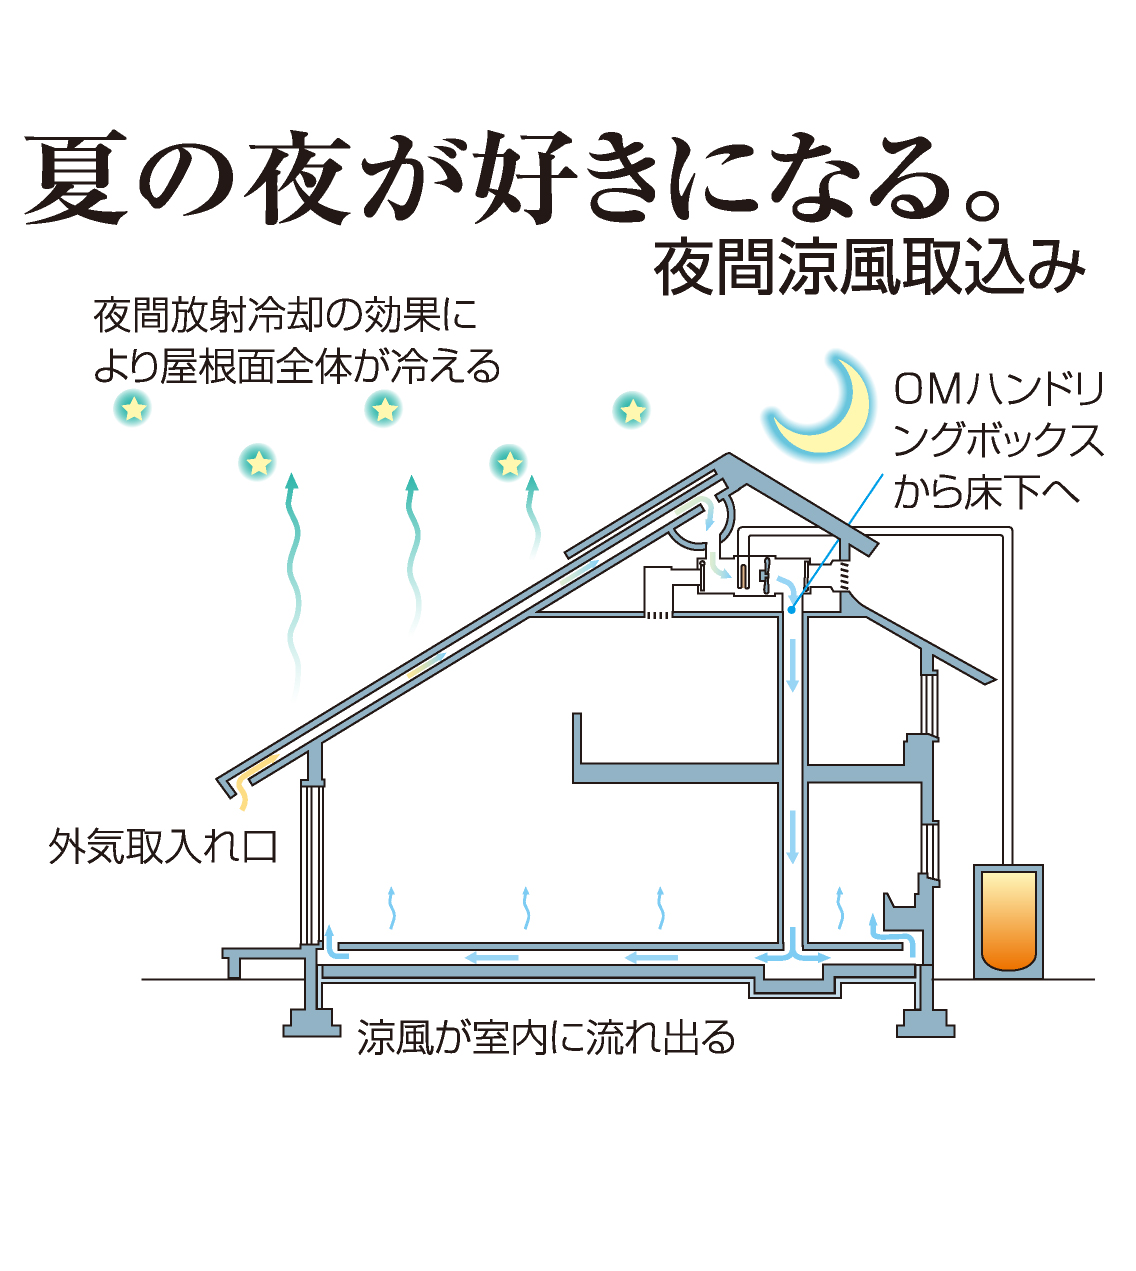 夏の夜が好きになる。
夜間涼風取込み
夜間放射冷却の効果に
より屋根面全体が冷える
OMハンドリ
ングボックス
から床下へ
外気取入れ口
涼風が室内に流れ出る